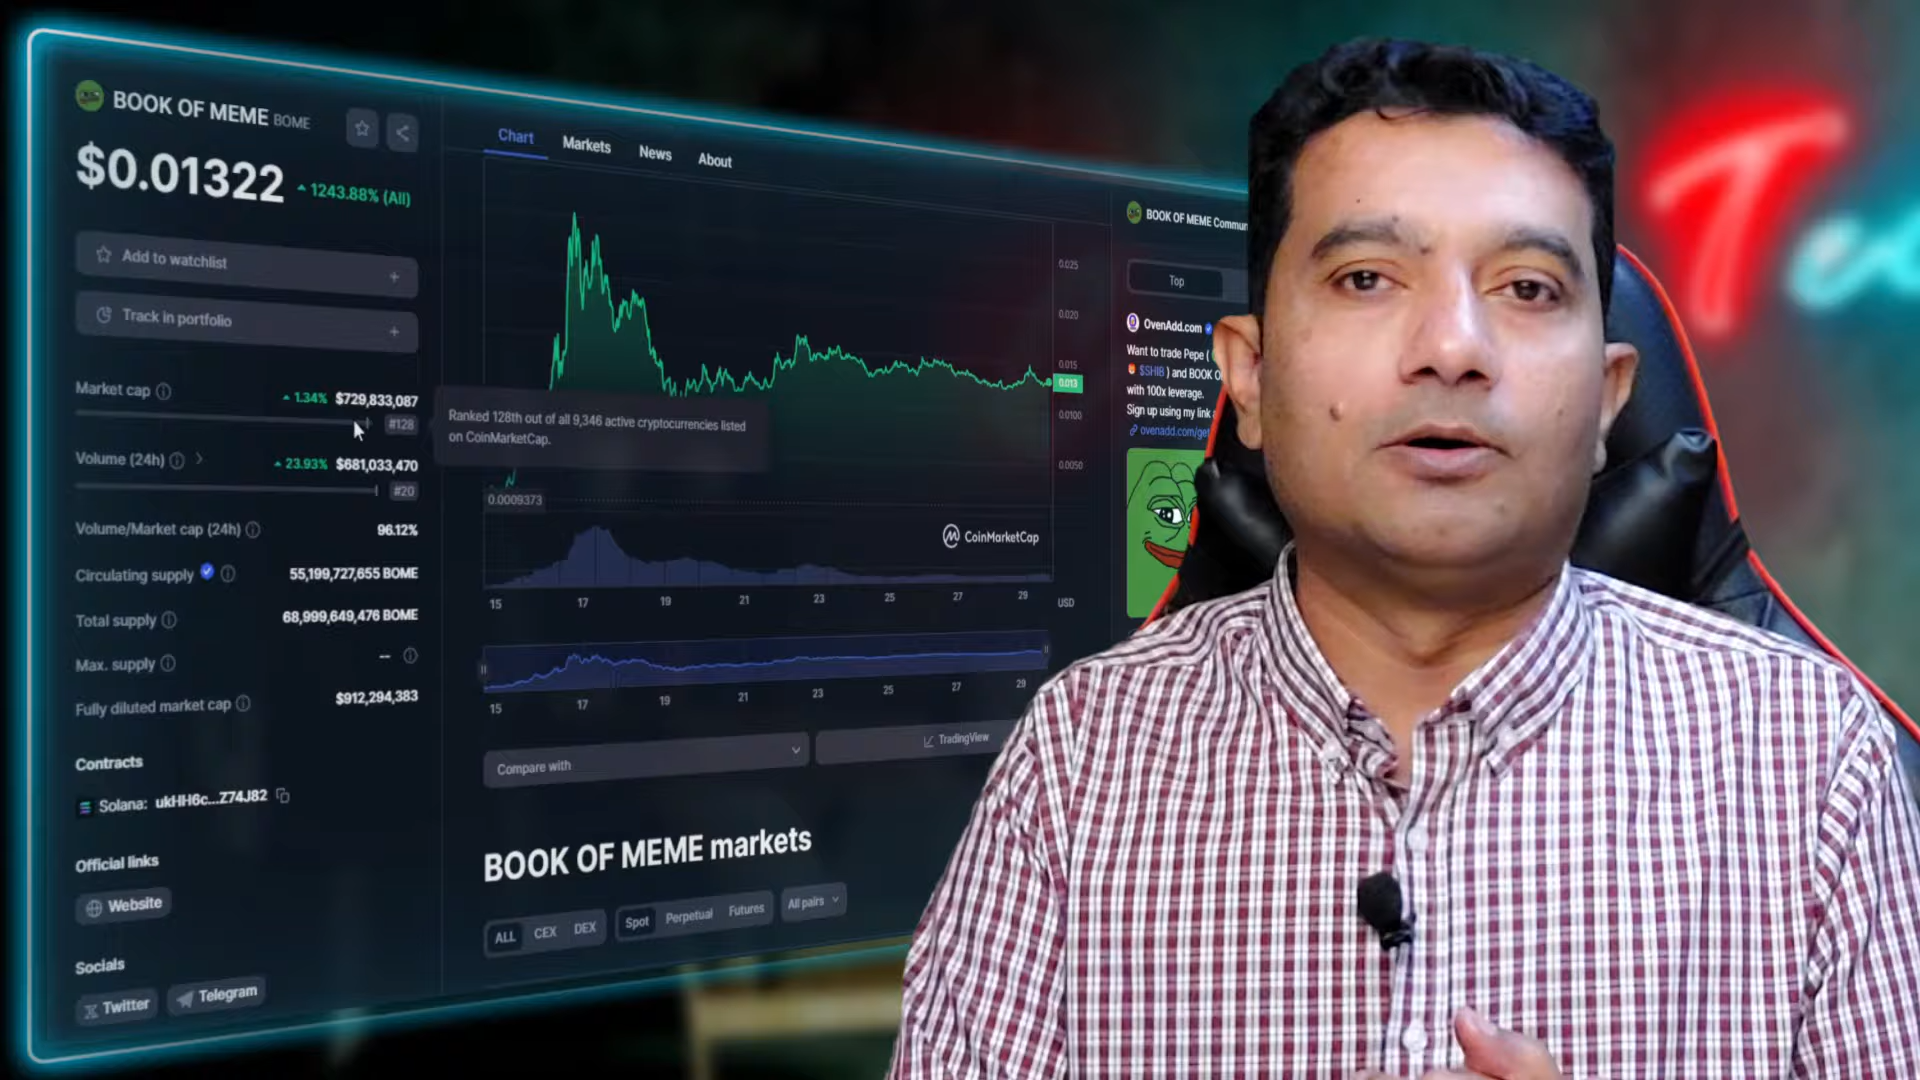 BOOK OF MEME BOME
$0.01322 1243.88% (All)
Add to watchlist +
Track in portfolio +
Market cap 1.34% $729,833,087
#128
Volume (24h) 23.93% $681,033,470
#20
Volume/Market cap (24h) 96.12%
Circulating supply 55,199,727,655 BOME
Total supply 68,999,649,476 BOME
Max. supply --
Fully diluted market cap $912,294,383
Contracts
Solana: ukHH6c...Z74J82
Official links
Website
Socials
Twitter Telegram
Chart Markets News About
0.025
0.020
0.015
0.013
0.0100
0.0050
Ranked 128th out of all 9,346 active cryptocurrencies listed
on CoinMarketCap.
0.0009373
CoinMarketCap
15 17 19 21 23 25 27 29 USD
15 17 19 21 23 25 27 29
Compare with
TradingView
BOOK OF MEME markets
ALL CEX DEX Spot Perpetual Futures All pairs
BOOK OF MEME Commun
Top
OvenAdd.com
Want to trade Pepe (
$SHIB ) and BOOK O
with 100x leverage.
Sign up using my link
ovenadd.com/get